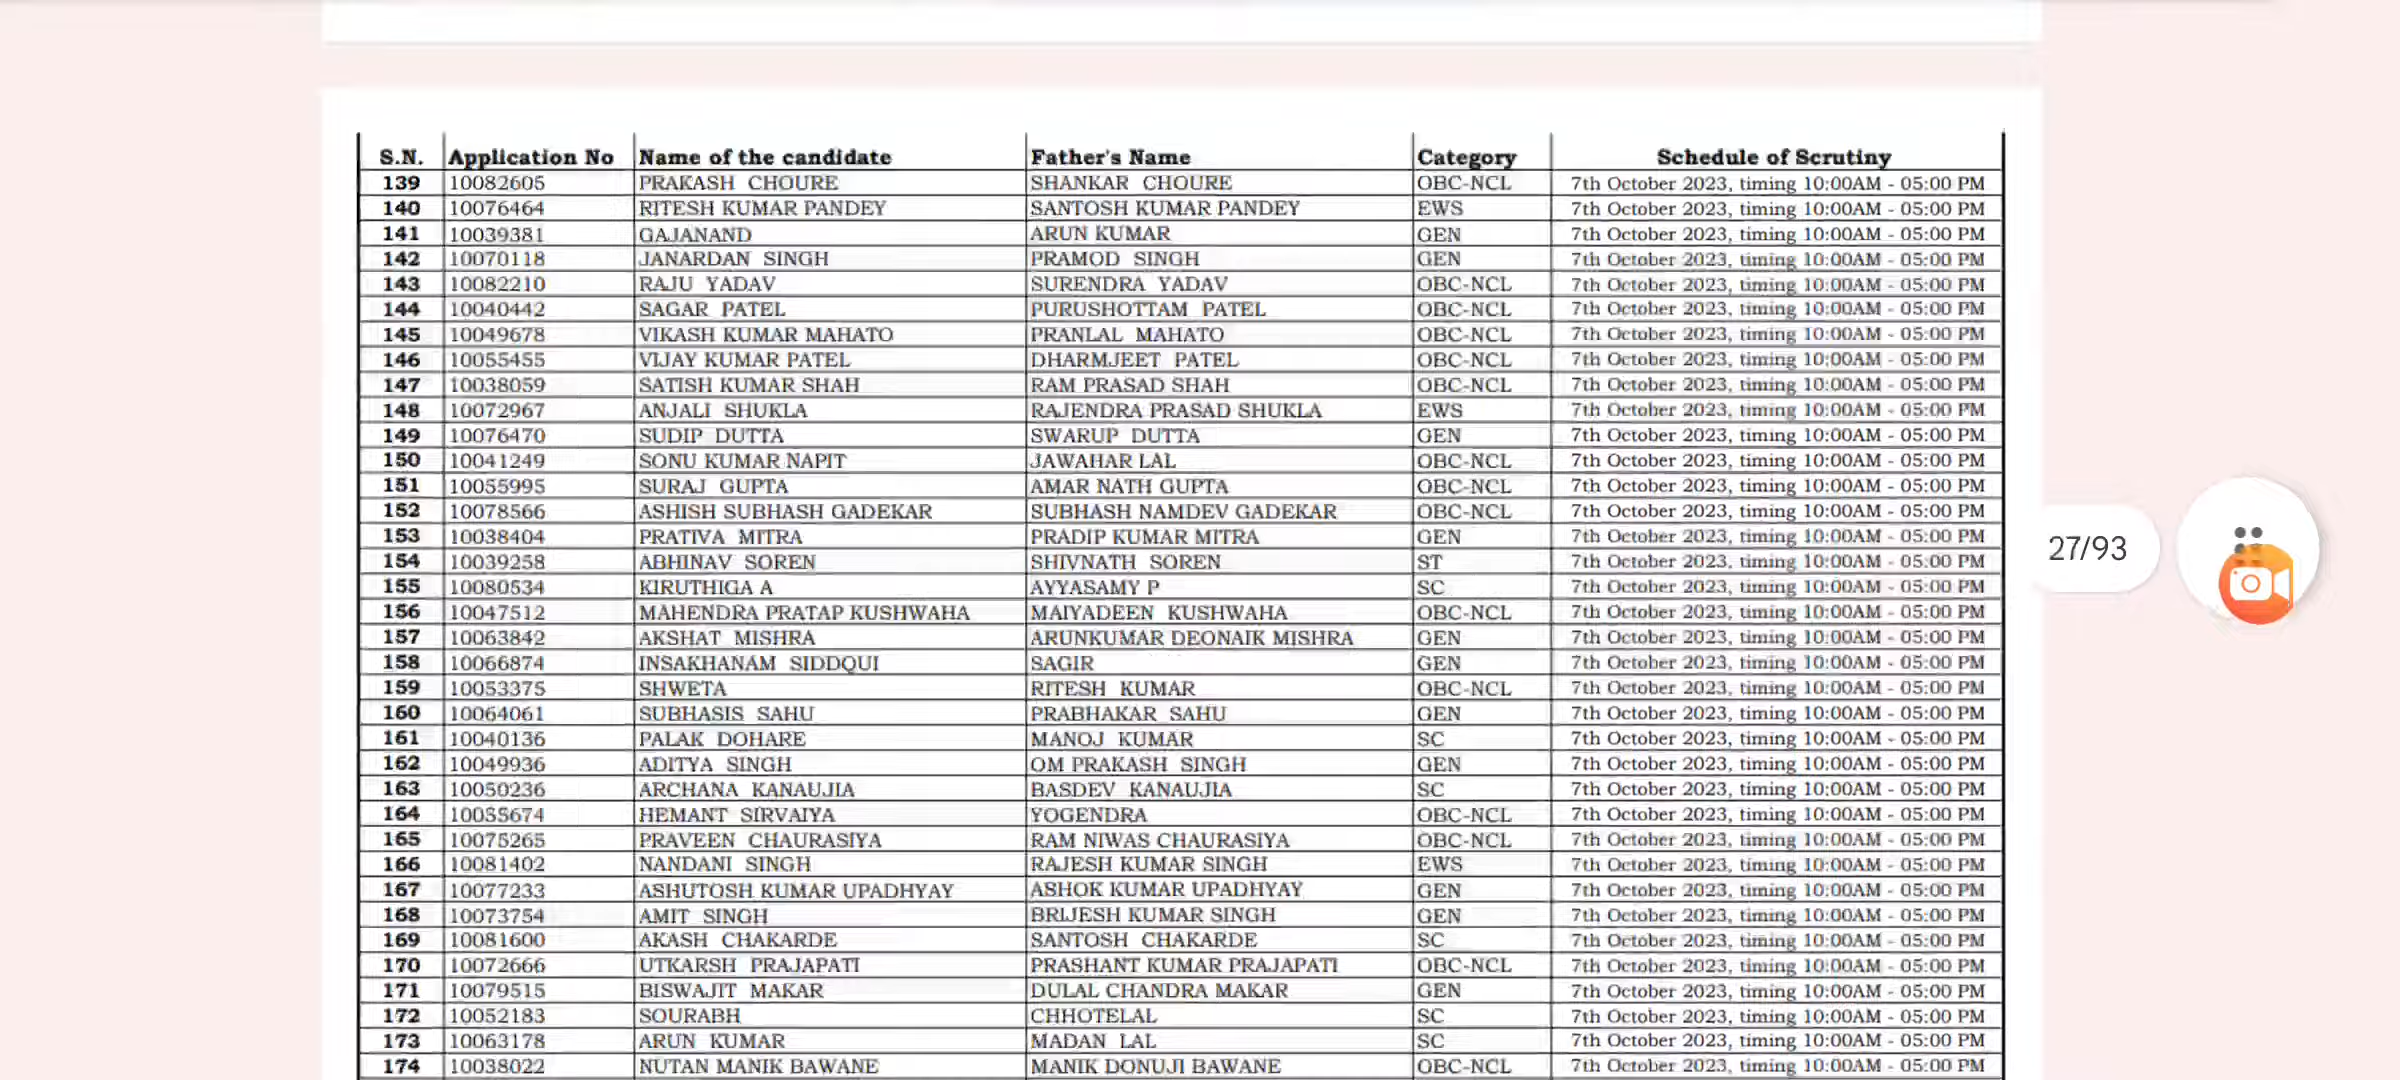 S.N. Application No Name of the candidate Father's Name Category Schedule of Scrutiny
139 10082605 PRAKASH CHOURE SHANKAR CHOURE OBC-NCL 7th October 2023, timing 10:00AM - 05:00 PM
140 10076464 RITESH KUMAR PANDEY SANTOSH KUMAR PANDEY EWS 7th October 2023, timing 10:00AM - 05:00 PM
141 10039381 GAJANAND ARUN KUMAR GEN 7th October 2023, timing 10:00AM - 05:00 PM
142 10070118 JANARDAN SINGH PRAMOD SINGH GEN 7th October 2023, timing 10:00AM - 05:00 PM
143 10082210 RAJU YADAV SURENDRA YADAV OBC-NCL 7th October 2023, timing 10:00AM - 05:00 PM
144 10040442 SAGAR PATEL PURUSHOTTAM PATEL OBC-NCL 7th October 2023, timing 10:00AM - 05:00 PM
145 10049678 VIKASH KUMAR MAHATO PRANLAL MAHATO OBC-NCL 7th October 2023, timing 10:00AM - 05:00 PM
146 10055455 VIJAY KUMAR PATEL DHARMJEET PATEL OBC-NCL 7th October 2023, timing 10:00AM - 05:00 PM
147 10038059 SATISH KUMAR SHAH RAM PRASAD SHAH OBC-NCL 7th October 2023, timing 10:00AM - 05:00 PM
148 10072967 ANJALI SHUKLA RAJENDRA PRASAD SHUKLA EWS 7th October 2023, timing 10:00AM - 05:00 PM
149 10076470 SUDIP DUTTA SWARUP DUTTA GEN 7th October 2023, timing 10:00AM - 05:00 PM
150 10041249 SONU KUMAR NAPIT JAWAHAR LAL OBC-NCL 7th October 2023, timing 10:00AM - 05:00 PM
151 10055995 SURAJ GUPTA AMAR NATH GUPTA OBC-NCL 7th October 2023, timing 10:00AM - 05:00 PM
152 10078566 ASHISH SUBHASH GADEKAR SUBHASH NAMDEV GADEKAR OBC-NCL 7th October 2023, timing 10:00AM - 05:00 PM
153 10038404 PRATIVA MITRA PRADIP KUMAR MITRA GEN 7th October 2023, timing 10:00AM - 05:00 PM
154 10039258 ABHINAV SOREN SHIVNATH SOREN ST 7th October 2023, timing 10:00AM - 05:00 PM
155 10080534 KIRUTHIGA A AYYASAMY P SC 7th October 2023, timing 10:00AM - 05:00 PM
156 10047512 MAHENDRA PRATAP KUSHWAHA MAIYADEEN KUSHWAHA OBC-NCL 7th October 2023, timing 10:00AM - 05:00 PM
157 10063842 AKSHAT MISHRA ARUNKUMAR DEONAIK MISHRA GEN 7th October 2023, timing 10:00AM - 05:00 PM
158 10066874 INSAKHANAM SIDDQUI SAGIR GEN 7th October 2023, timing 10:00AM - 05:00 PM
159 10053375 SHWETA RITESH KUMAR OBC-NCL 7th October 2023, timing 10:00AM - 05:00 PM
160 10064061 SUBHASIS SAHU PRABHAKAR SAHU GEN 7th October 2023, timing 10:00AM - 05:00 PM
161 10040136 PALAK DOHARE MANOJ KUMAR SC 7th October 2023, timing 10:00AM - 05:00 PM
162 10049936 ADITYA SINGH OM PRAKASH SINGH GEN 7th October 2023, timing 10:00AM - 05:00 PM
163 10050236 ARCHANA KANAUJIA BASDEV KANAUJIA SC 7th October 2023, timing 10:00AM - 05:00 PM
164 10035674 HEMANT SIRVAIYA YOGENDRA OBC-NCL 7th October 2023, timing 10:00AM - 05:00 PM
165 10075265 PRAVEEN CHAURASIYA RAM NIWAS CHAURASIYA OBC-NCL 7th October 2023, timing 10:00AM - 05:00 PM
166 10081402 NANDANI SINGH RAJESH KUMAR SINGH EWS 7th October 2023, timing 10:00AM - 05:00 PM
167 10077233 ASHUTOSH KUMAR UPADHYAY ASHOK KUMAR UPADHYAY GEN 7th October 2023, timing 10:00AM - 05:00 PM
168 10073754 AMIT SINGH BRIJESH KUMAR SINGH GEN 7th October 2023, timing 10:00AM - 05:00 PM
169 10081600 AKASH CHAKARDE SANTOSH CHAKARDE SC 7th October 2023, timing 10:00AM - 05:00 PM
170 10072666 UTKARSH PRAJAPATI PRASHANT KUMAR PRAJAPATI OBC-NCL 7th October 2023, timing 10:00AM - 05:00 PM
171 10079515 BISWAJIT MAKAR DULAL CHANDRA MAKAR GEN 7th October 2023, timing 10:00AM - 05:00 PM
172 10052183 SOURABH CHHOTELAL SC 7th October 2023, timing 10:00AM - 05:00 PM
173 10063178 ARUN KUMAR MADAN LAL SC 7th October 2023, timing 10:00AM - 05:00 PM
174 10038022 NUTAN MANIK BAWANE MANIK DONUJI BAWANE OBC-NCL 7th October 2023, timing 10:00AM - 05:00 PM
27/93